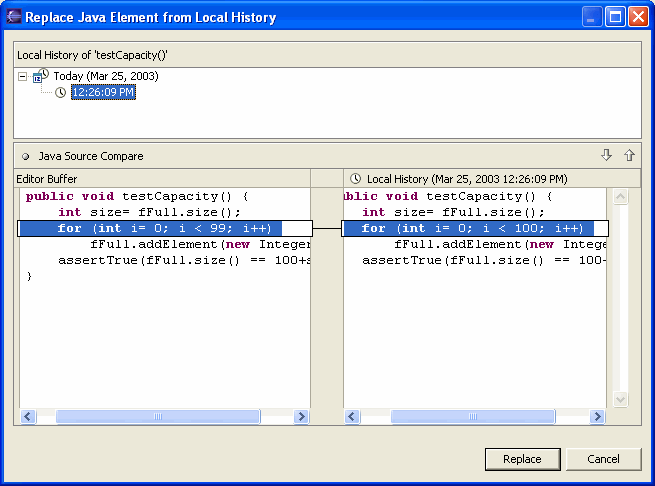 Replace Java Element from Local History
Local History of 'testCapacity()'
Today (Mar 25, 2003)
12:26:09 PM
Java Source Compare
Editor Buffer
public void testCapacity() {
int size= fFull.size();
for (int i= 0; i < 99; i++)
fFull.addElement(new Integer
assertTrue(fFull.size() == 100+s
}
Local History (Mar 25, 2003 12:26:09 PM)
ublic void testCapacity() {
int size= fFull.size();
for (int i= 0; i < 100; i++)
fFull.addElement(new Intege
assertTrue(fFull.size() == 100+
Replace
Cancel